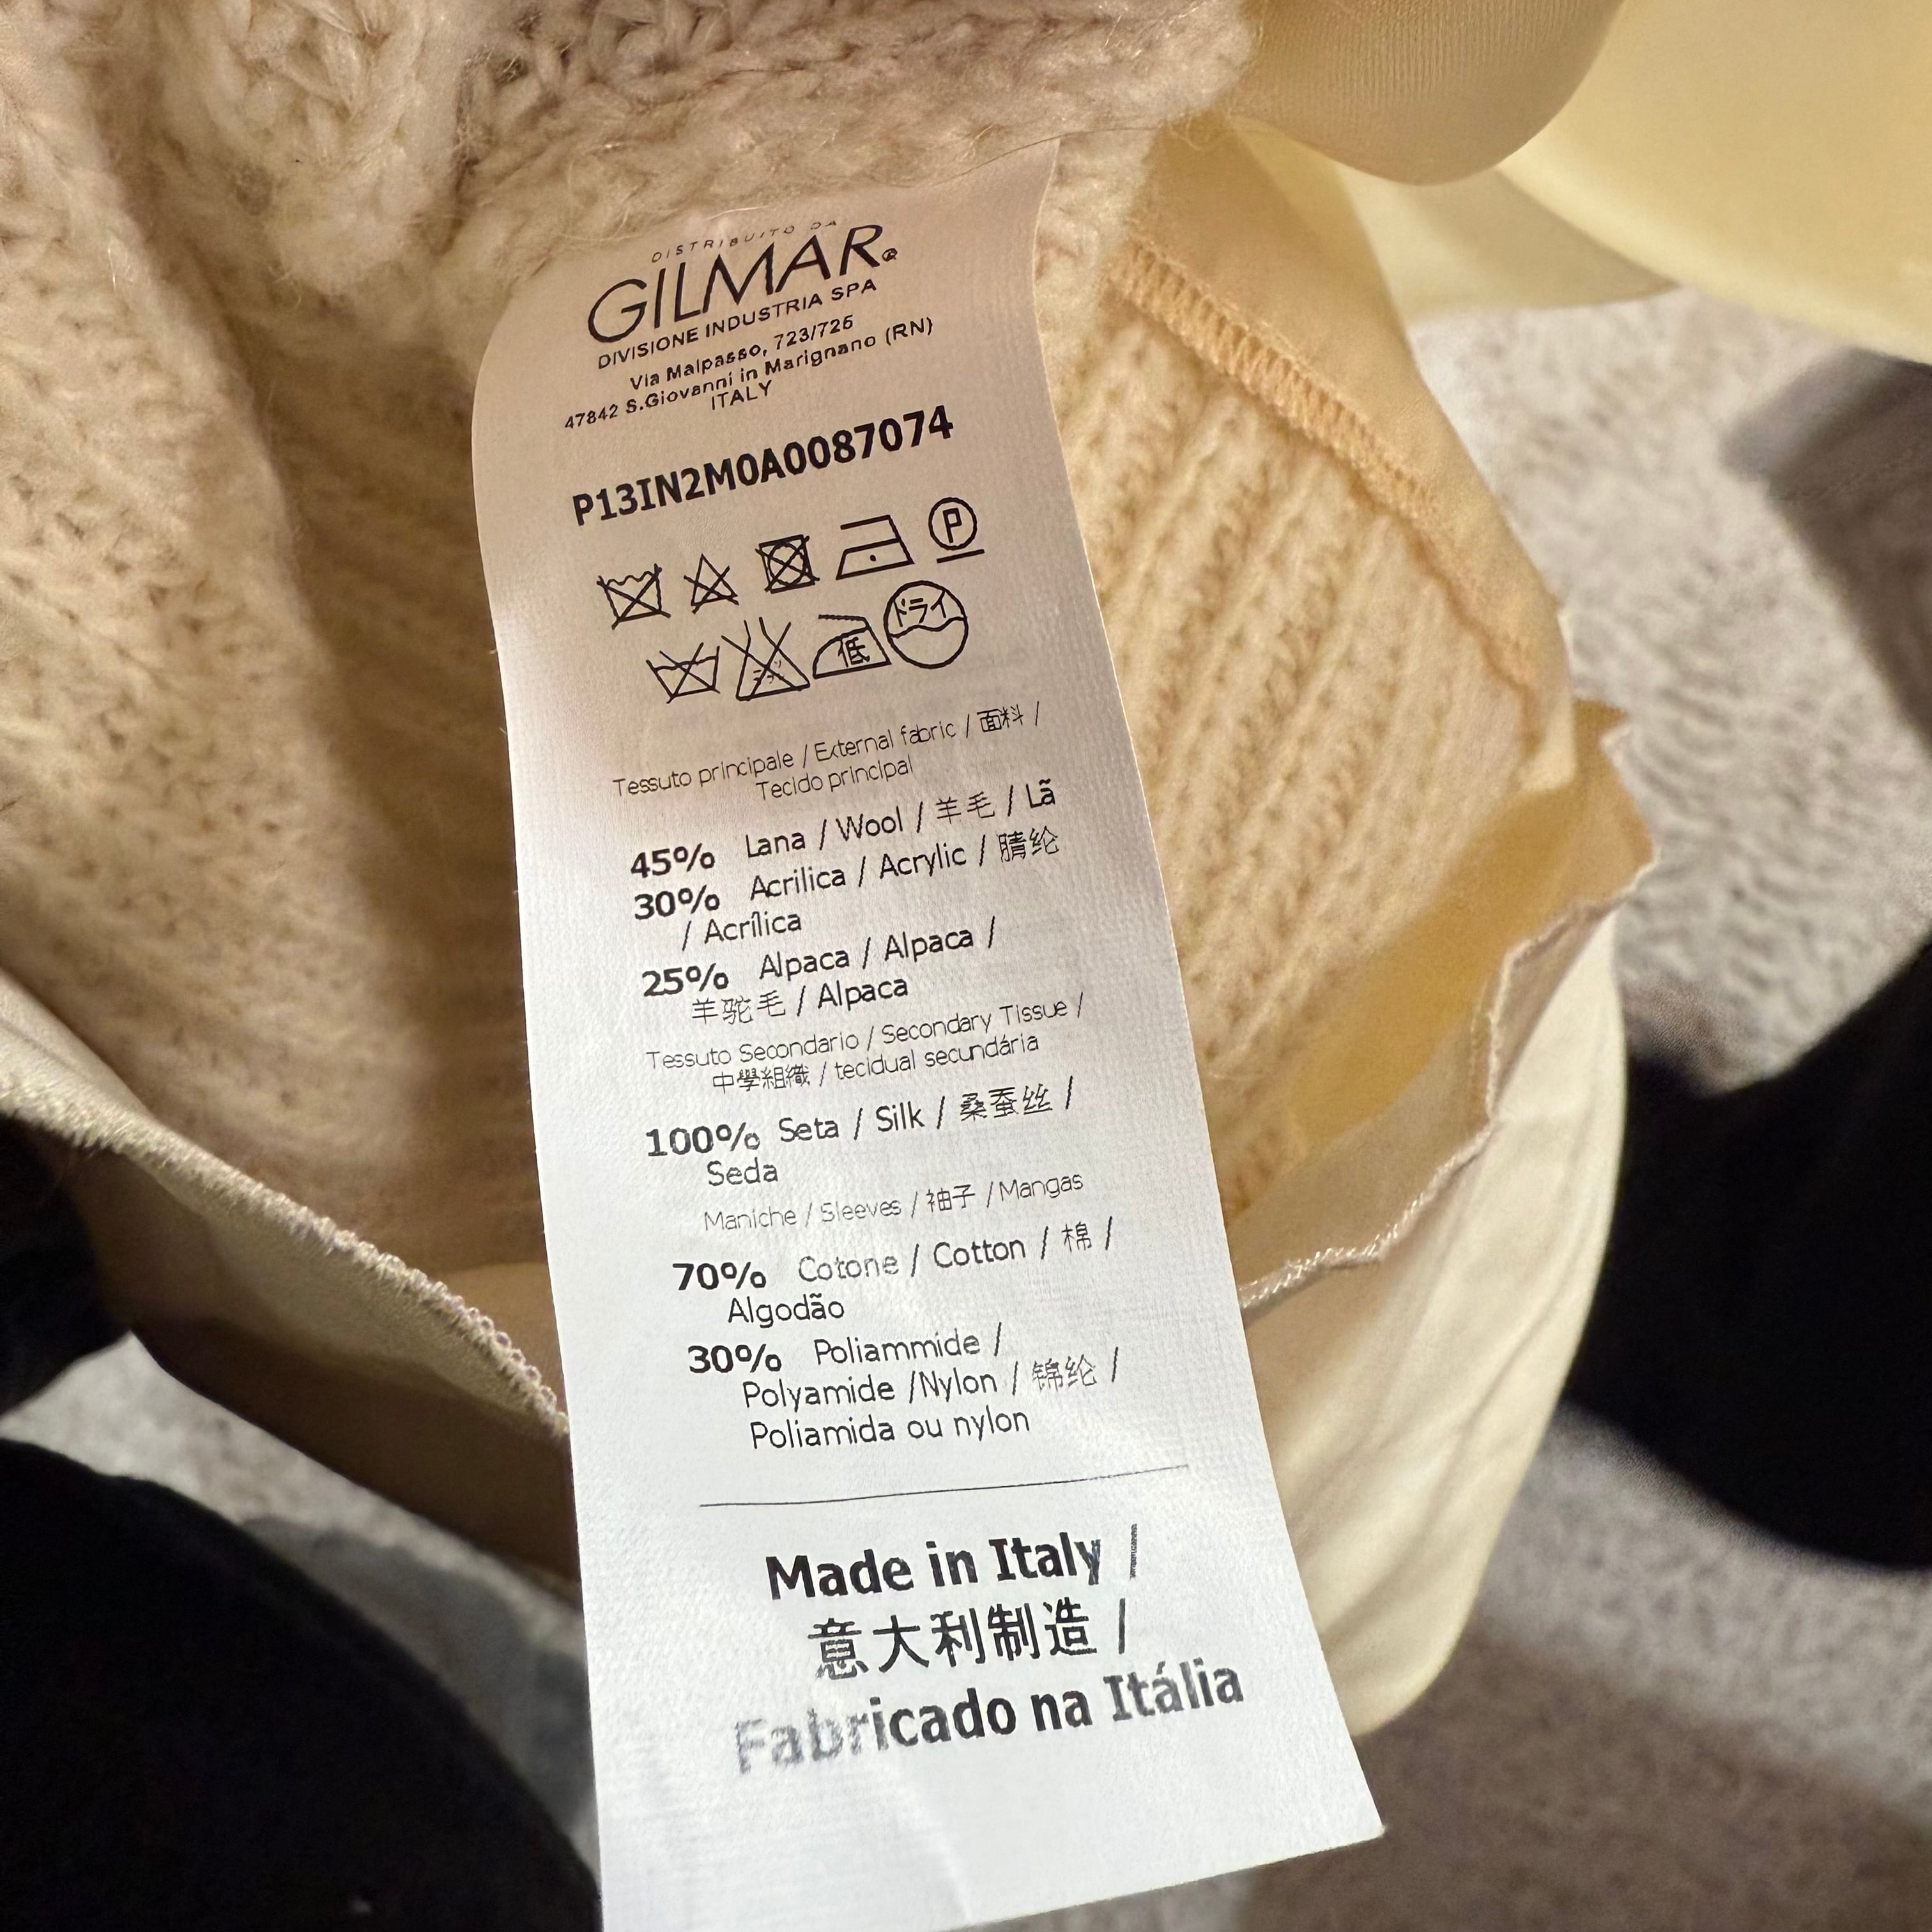 DISTRIBUITO DA
GILMAR®
DIVISIONE INDUSTRIA SPA
Via Malpasso, 723/725
47842 S.Giovanni in Marignano (RN)
ITALY
P13IN2M0A0087074
P
ドライ
低
Tessuto principale / External fabric / 面料 /
Tecido principal
45% Lana / Wool / 羊毛 / Lã
30% Acrilica / Acrylic / 腈纶
/ Acrílica
25% Alpaca / Alpaca /
羊驼毛 / Alpaca
Tessuto Secondario / Secondary Tissue /
中學組織 / tecidual secundária
100% Seta / Silk / 桑蚕丝 /
Seda
Maniche / Sleeves / 袖子 / Mangas
70% Cotone / Cotton / 棉 /
Algodão
30% Poliammide /
Polyamide /Nylon / 锦纶 /
Poliamida ou nylon
Made in Italy /
意大利制造 /
Fabricado na Itália